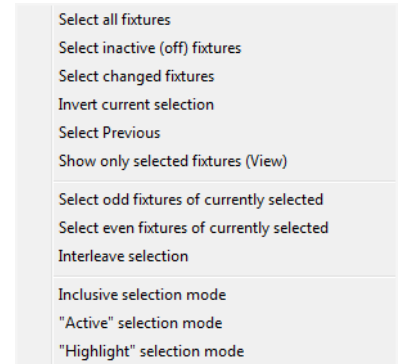 Select all fixtures
Select inactive (off) fixtures
Select changed fixtures
Invert current selection
Select Previous
Show only selected fixtures (View)
Select odd fixtures of currently selected
Select even fixtures of currently selected
Interleave selection
Inclusive selection mode
"Active" selection mode
"Highlight" selection mode